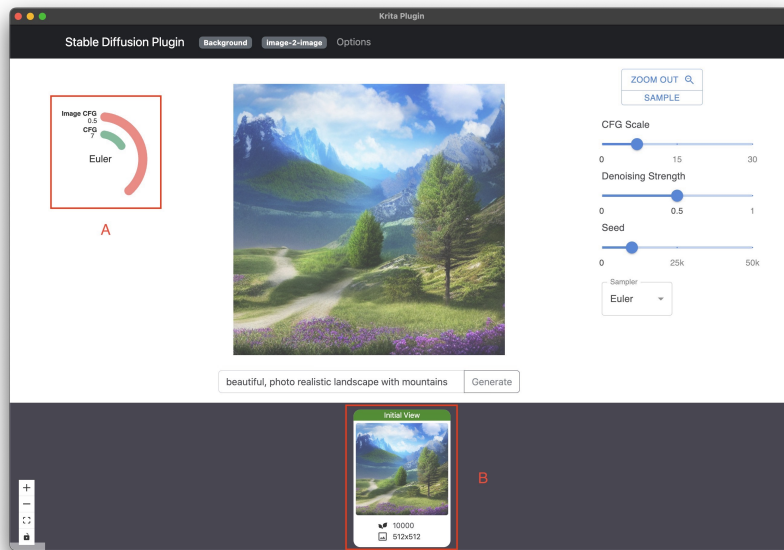 Krita Plugin
Stable Diffusion Plugin Background image-2-image Options
Image CFG
0.5
CFG
7
Euler
A
ZOOM OUT
SAMPLE
CFG Scale
0 15 30
Denoising Strength
0 0.5 1
Seed
0 25k 50k
Sampler
Euler
beautiful, photo realistic landscape with mountains Generate
Initial View
B
10000
512x512